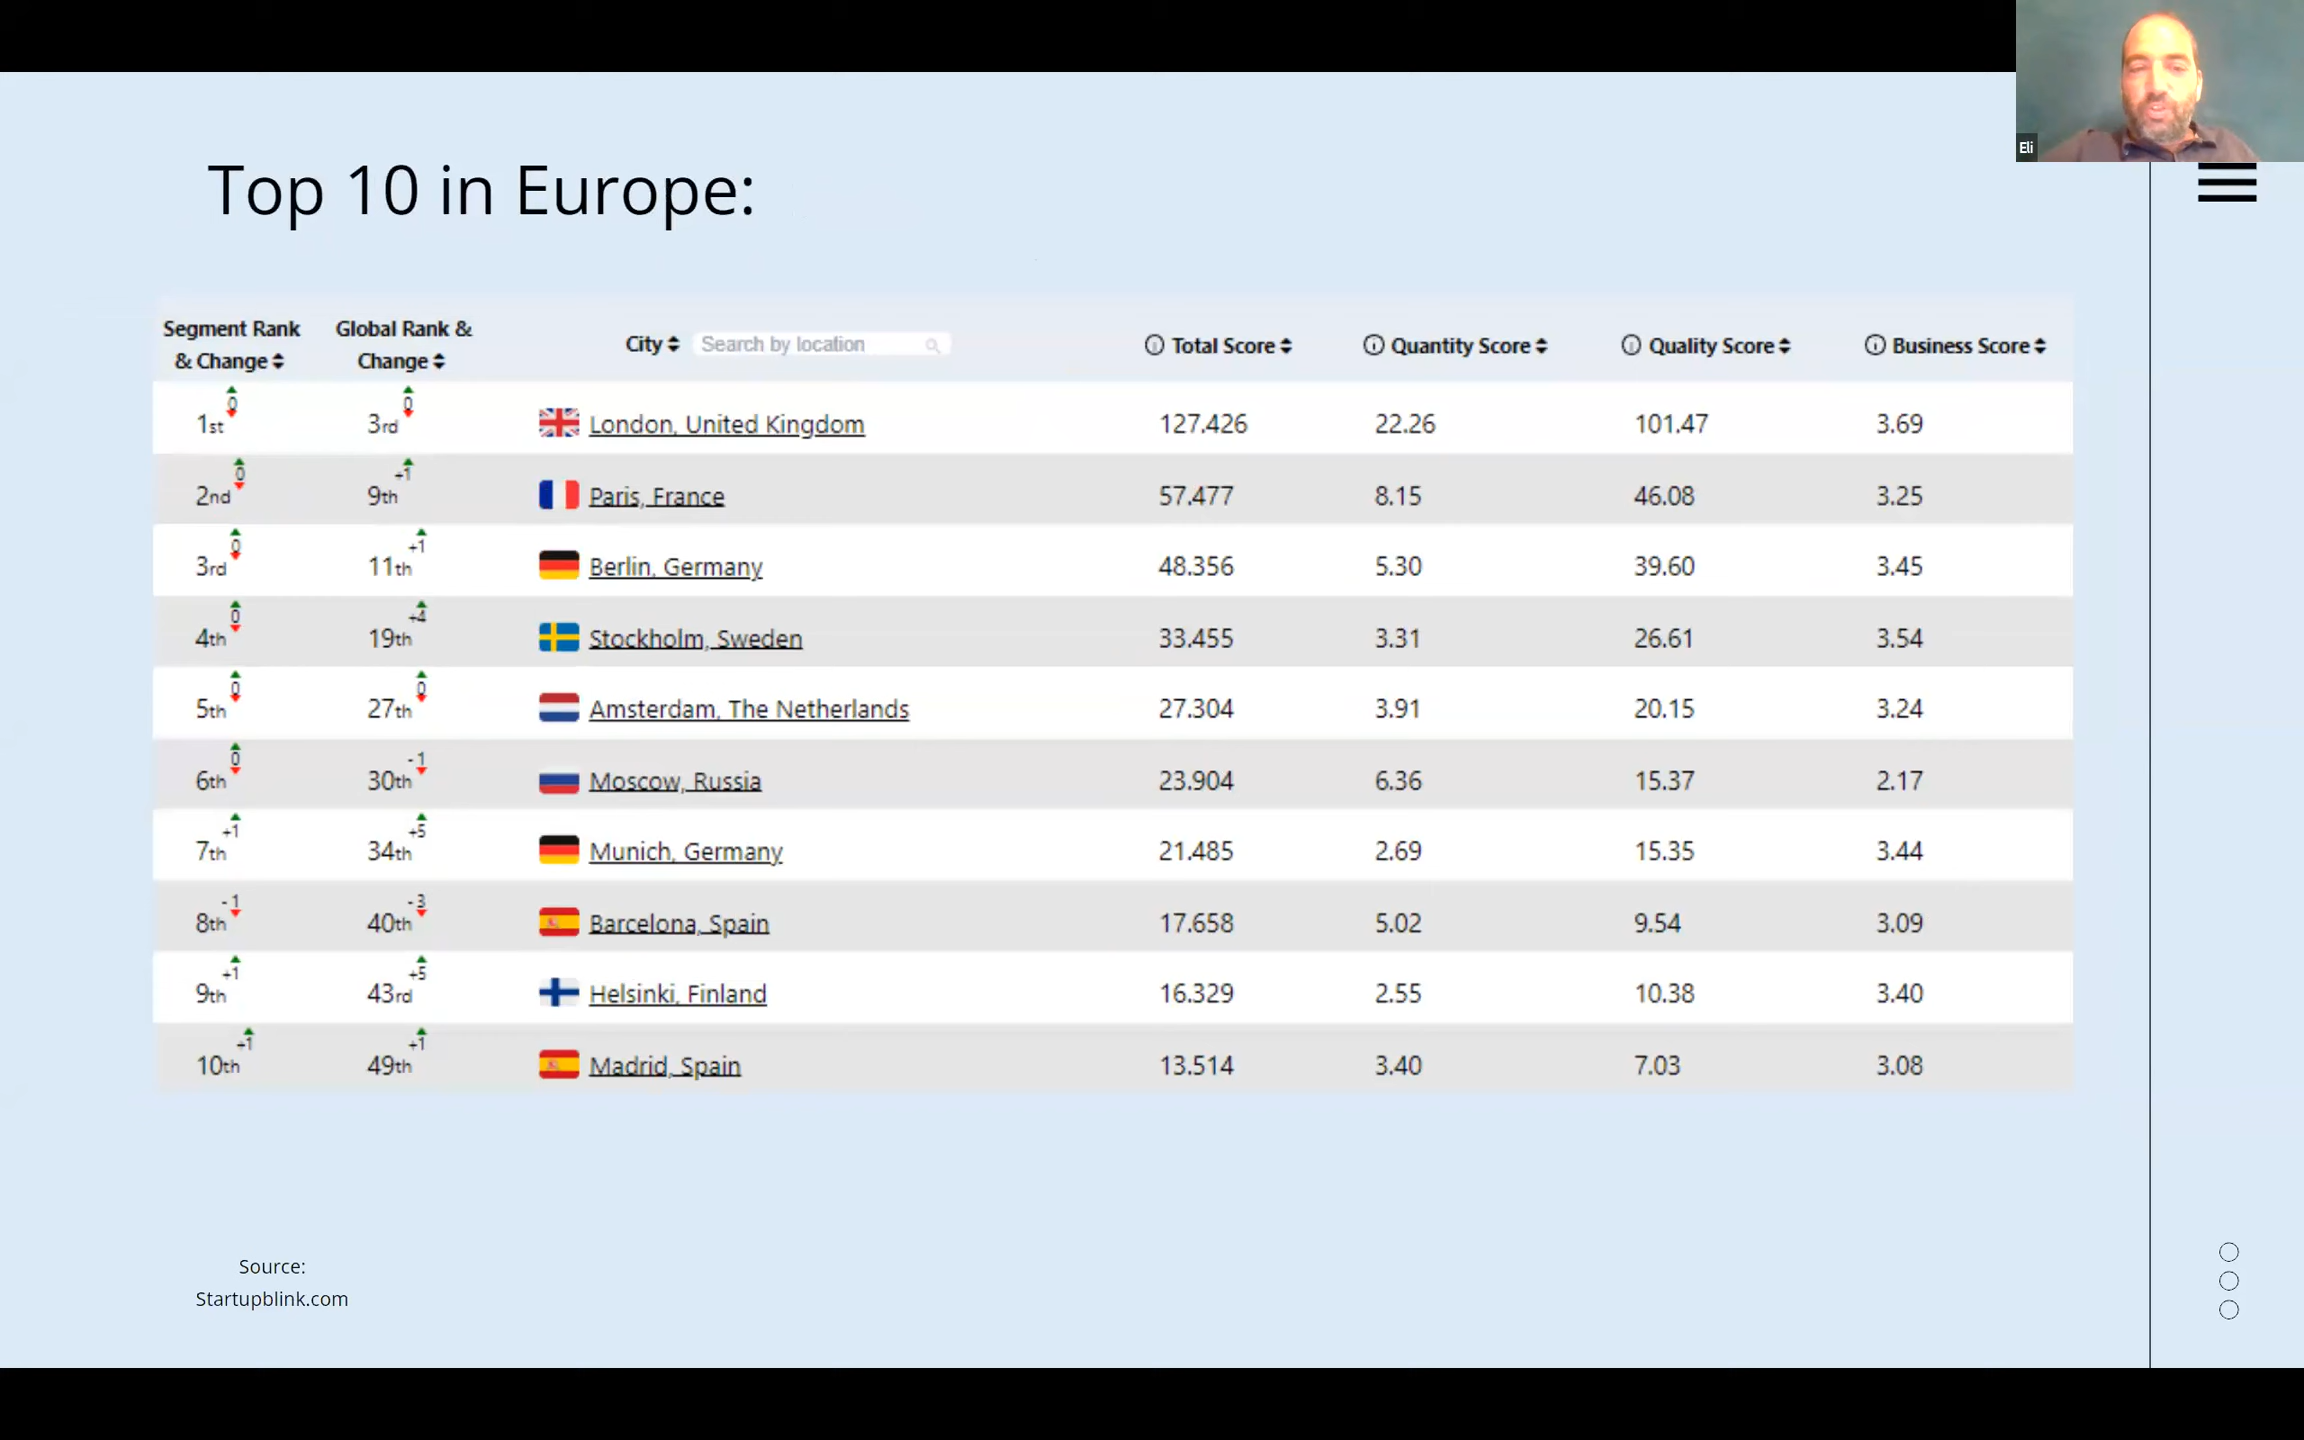 Eli
Top 10 in Europe:
Segment Rank & Change Global Rank & Change City Search by location Total Score Quantity Score Quality Score Business Score
1st 0 3rd 0 London, United Kingdom 127.426 22.26 101.47 3.69
2nd 0 9th +1 Paris, France 57.477 8.15 46.08 3.25
3rd 0 11th +1 Berlin, Germany 48.356 5.30 39.60 3.45
4th 0 19th +4 Stockholm, Sweden 33.455 3.31 26.61 3.54
5th 0 27th 0 Amsterdam, The Netherlands 27.304 3.91 20.15 3.24
6th 0 30th -1 Moscow, Russia 23.904 6.36 15.37 2.17
7th +1 34th +5 Munich, Germany 21.485 2.69 15.35 3.44
8th -1 40th -3 Barcelona, Spain 17.658 5.02 9.54 3.09
9th +1 43rd +5 Helsinki, Finland 16.329 2.55 10.38 3.40
10th +1 49th +1 Madrid, Spain 13.514 3.40 7.03 3.08
Source:
Startupblink.com